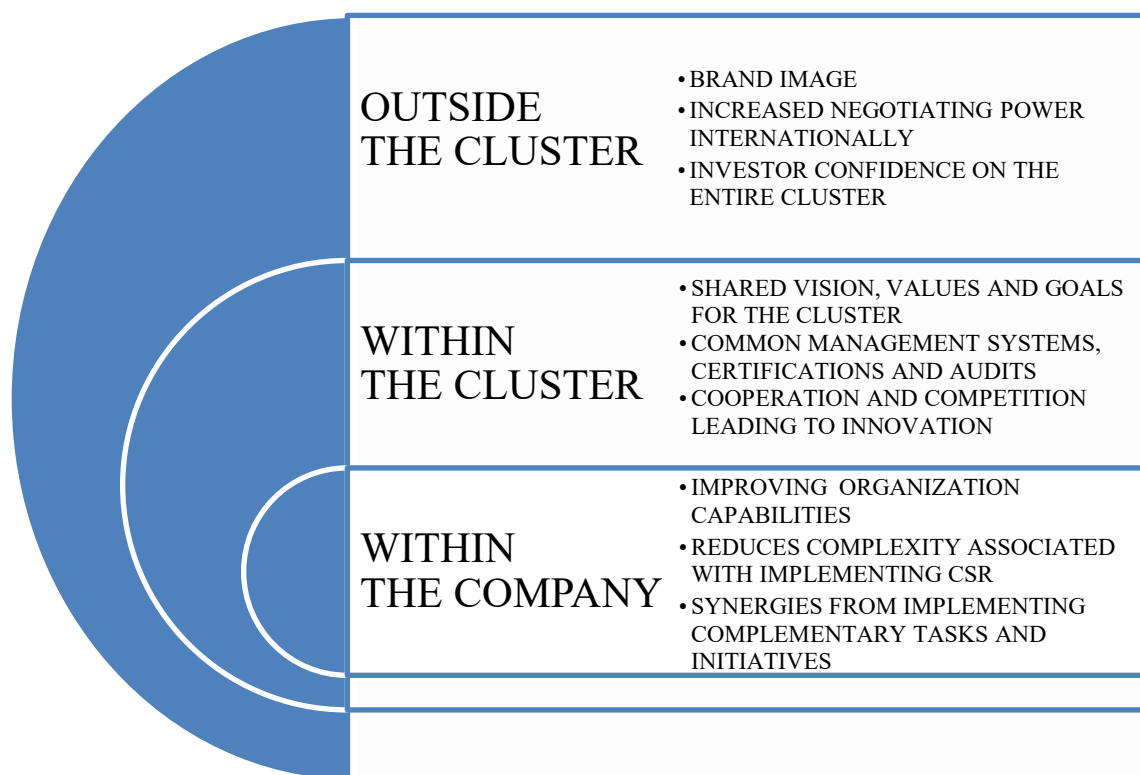 OUTSIDE
THE CLUSTER
• BRAND IMAGE
• INCREASED NEGOTIATING POWER
INTERNATIONALLY
• INVESTOR CONFIDENCE ON THE
ENTIRE CLUSTER
WITHIN
THE CLUSTER
• SHARED VISION, VALUES AND GOALS
FOR THE CLUSTER
• COMMON MANAGEMENT SYSTEMS,
CERTIFICATIONS AND AUDITS
• COOPERATION AND COMPETITION
LEADING TO INNOVATION
WITHIN
THE COMPANY
• IMPROVING ORGANIZATION
CAPABILITIES
• REDUCES COMPLEXITY ASSOCIATED
WITH IMPLEMENTING CSR
• SYNERGIES FROM IMPLEMENTING
COMPLEMENTARY TASKS AND
INITIATIVES